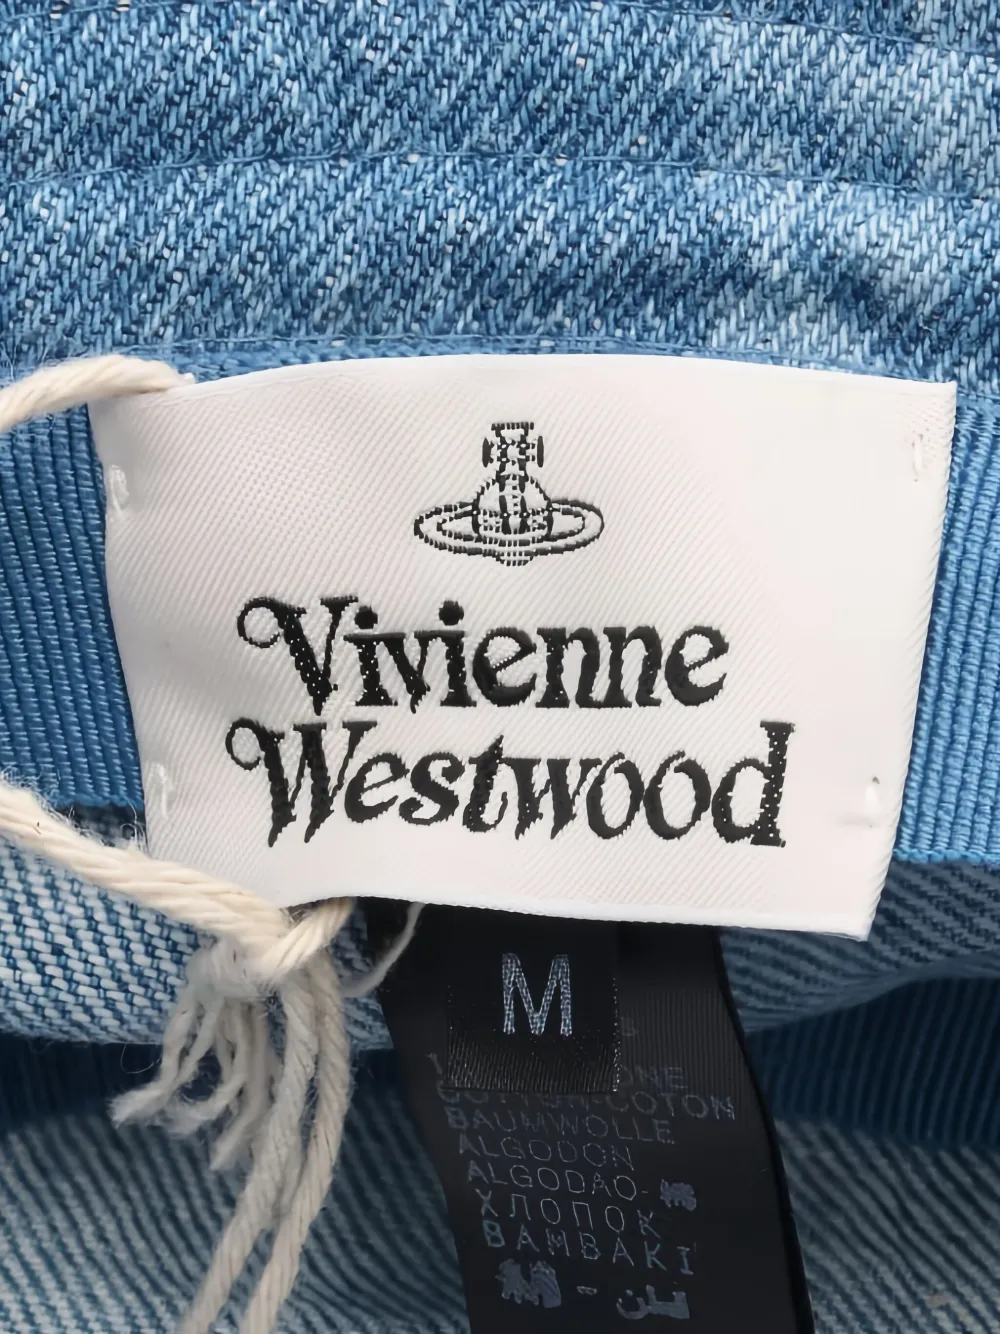 Vivienne
Westwood
M
COTTON COTON
BAUMWOLLE
ALGODON
ALGODAO-
ХЛОПОК
BAMBAKI